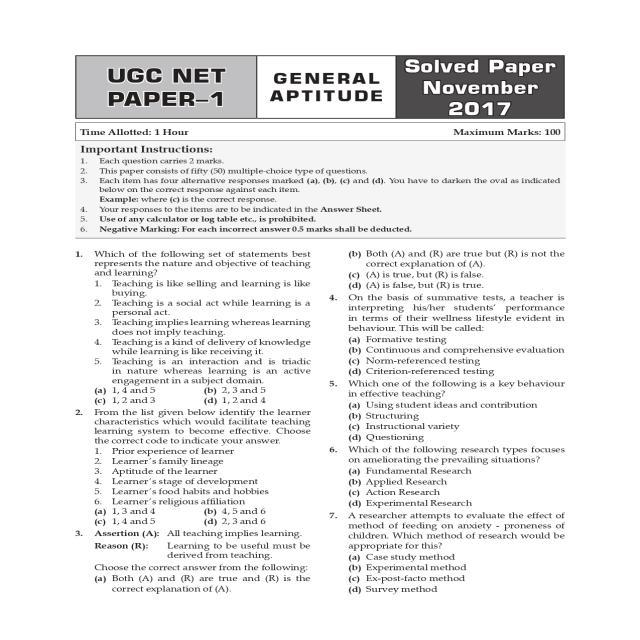 UGC NET
PAPER–1
GENERAL
APTITUDE
Solved Paper
November
2017
Time Allotted: 1 Hour Maximum Marks: 100
Important Instructions:
1. Each question carries 2 marks.
2. This paper consists of fifty (50) multiple-choice type of questions.
3. Each item has four alternative responses marked (a), (b), (c) and (d). You have to darken the oval as indicated
below on the correct response against each item.
Example: where (c) is the correct response.
4. Your responses to the items are to be indicated in the Answer Sheet.
5. Use of any calculator or log table etc., is prohibited.
6. Negative Marking: For each incorrect answer 0.5 marks shall be deducted.
1. Which of the following set of statements best
represents the nature and objective of teaching
and learning?
1. Teaching is like selling and learning is like
buying.
2. Teaching is a social act while learning is a
personal act.
3. Teaching implies learning whereas learning
does not imply teaching.
4. Teaching is a kind of delivery of knowledge
while learning is like receiving it.
5. Teaching is an interaction and is triadic
in nature whereas learning is an active
engagement in a subject domain.
(a) 1, 4 and 5 (b) 2, 3 and 5
(c) 1, 2 and 3 (d) 1, 2 and 4
2. From the list given below identify the learner
characteristics which would facilitate teaching
learning system to become effective. Choose
the correct code to indicate your answer.
1. Prior experience of learner
2. Learner's family lineage
3. Aptitude of the learner
4. Learner's stage of development
5. Learner's food habits and hobbies
6. Learner's religious affiliation
(a) 1, 3 and 4 (b) 4, 5 and 6
(c) 1, 4 and 5 (d) 2, 3 and 6
3. Assertion (A): All teaching implies learning.
Reason (R): Learning to be useful must be
derived from teaching.
Choose the correct answer from the following:
(a) Both (A) and (R) are true and (R) is the
correct explanation of (A).
(b) Both (A) and (R) are true but (R) is not the
correct explanation of (A).
(c) (A) is true, but (R) is false.
(d) (A) is false, but (R) is true.
4. On the basis of summative tests, a teacher is
interpreting his/her students' performance
in terms of their wellness lifestyle evident in
behaviour. This will be called:
(a) Formative testing
(b) Continuous and comprehensive evaluation
(c) Norm-referenced testing
(d) Criterion-referenced testing
5. Which one of the following is a key behaviour
in effective teaching?
(a) Using student ideas and contribution
(b) Structuring
(c) Instructional variety
(d) Questioning
6. Which of the following research types focuses
on ameliorating the prevailing situations?
(a) Fundamental Research
(b) Applied Research
(c) Action Research
(d) Experimental Research
7. A researcher attempts to evaluate the effect of
method of feeding on anxiety - proneness of
children. Which method of research would be
appropriate for this?
(a) Case study method
(b) Experimental method
(c) Ex-post-facto method
(d) Survey method